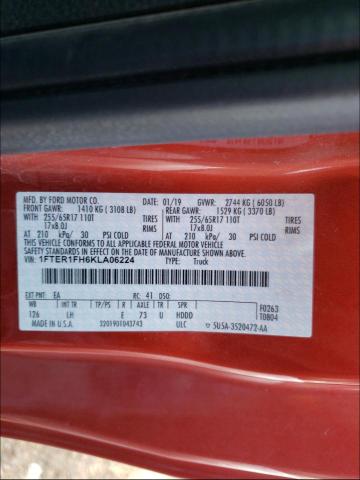 MFD. BY FORD MOTOR CO. 01/19 GVWR: 2744 KG (6050 LB)
FRONT GAWR: 1410 KG (3108 LB) REAR GAWR: 1529 KG (3370 LB)
WITH TIRES WITH TIRES
255/65R17 110T 255/65R17 110T
17x8.0J RIMS 17x8.0J RIMS
AT 210 kPa/ 30 PSI COLD AT 210 kPa/ 30 PSI COLD
THIS VEHICLE CONFORMS TO ALL APPLICABLE FEDERAL MOTOR VEHICLE SAFETY AND THEFT PREVENTION STANDARDS IN EFFECT ON THE DATE OF MANUFACTURE SHOWN ABOVE.
VIN: 1FTER1FH6KLA06224
TYPE: Truck
EXT PNT: EA RC: 41 DSO: F0263
WB INT TR TP/PS R AXLE TR T0804
126 LH E 73 U HDDD
MADE IN U.S.A. 3201901043743 ULC 5U5A-3520472-AA